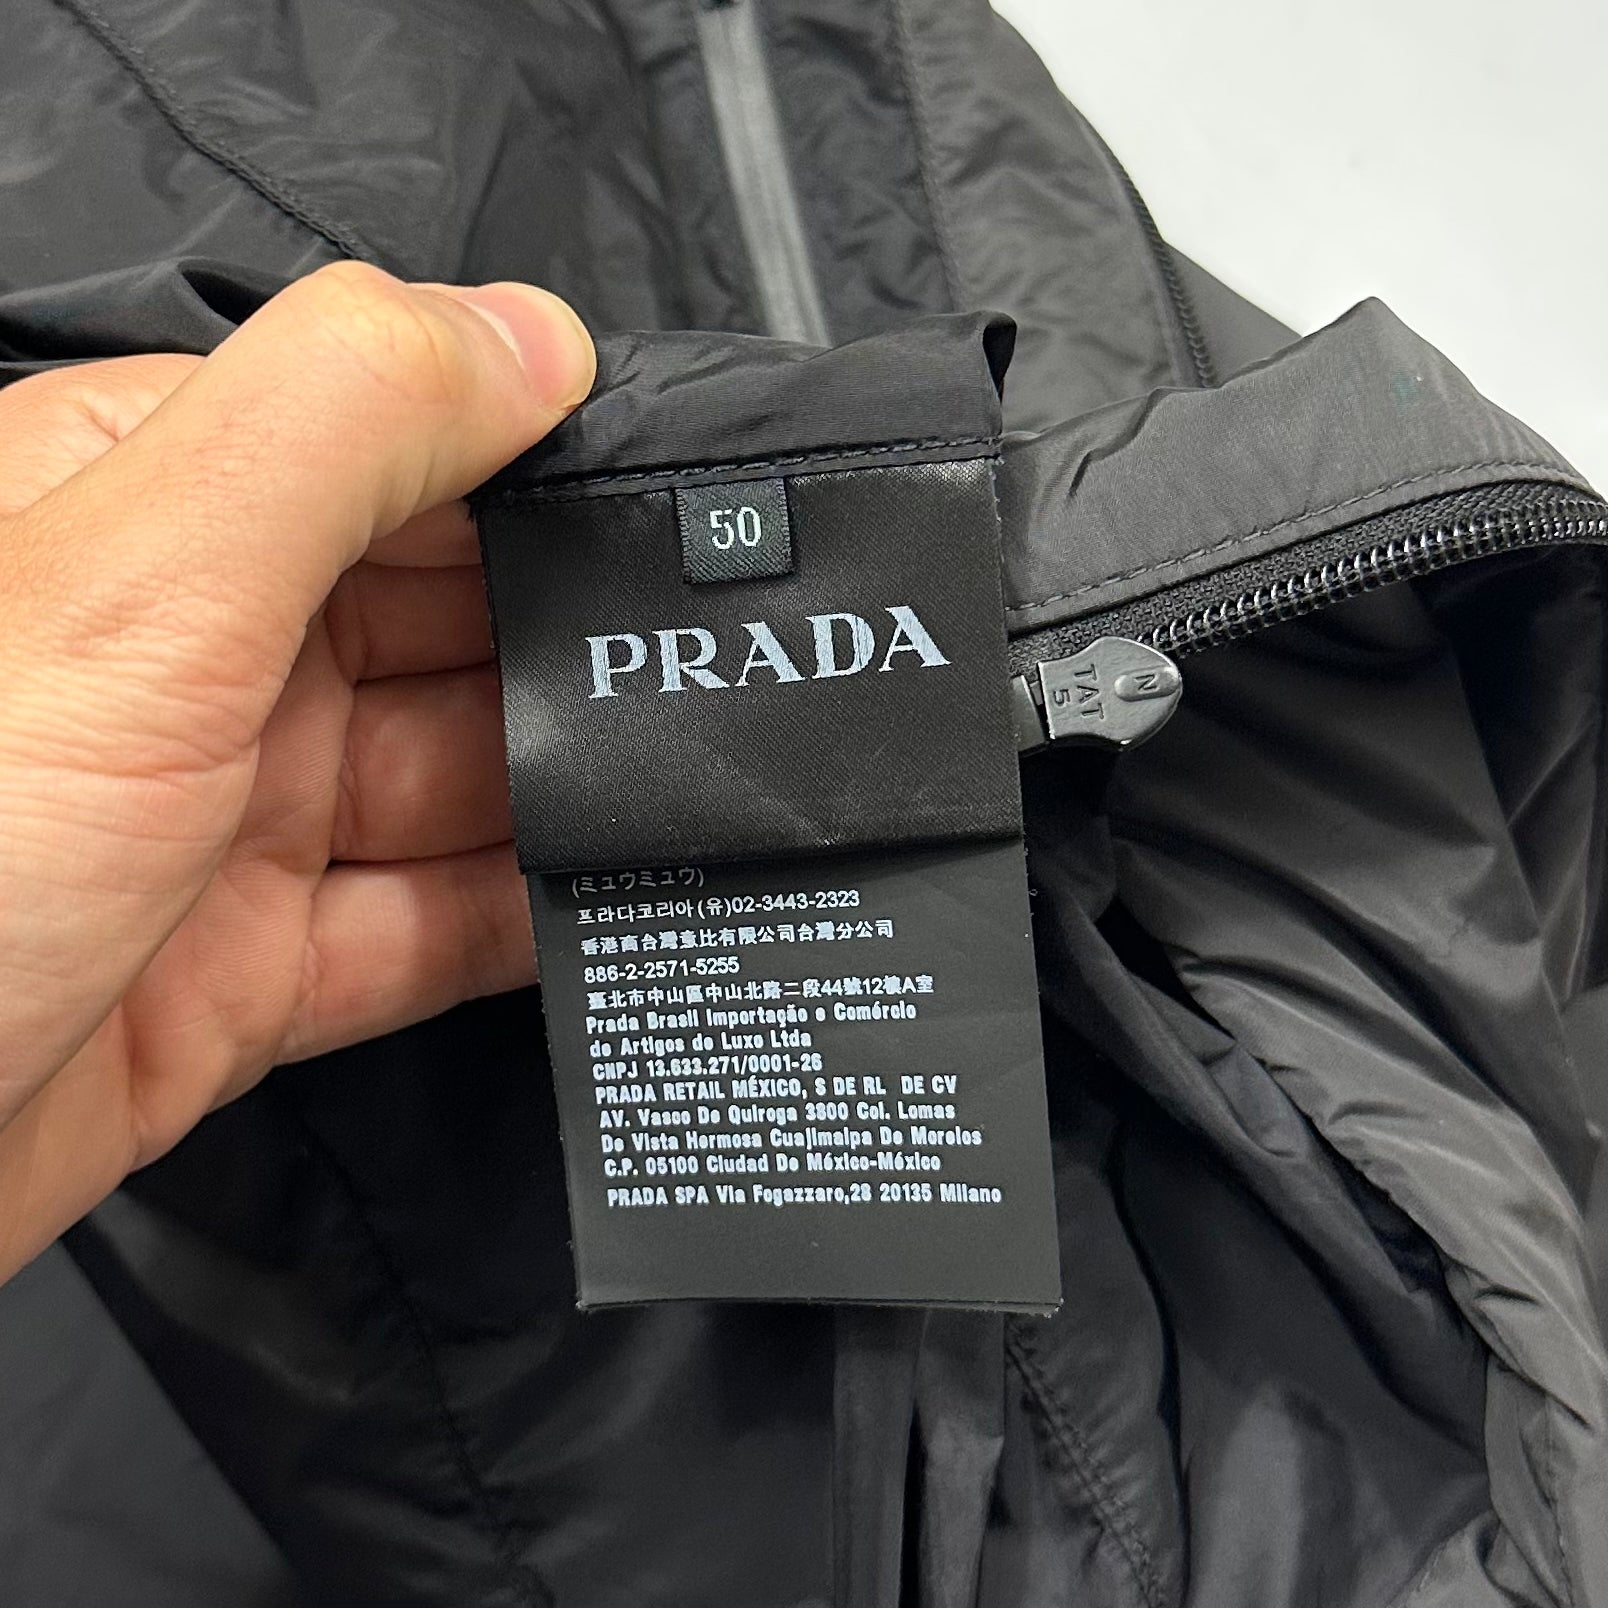 50
PRADA
N
TAT
5
(ミュウミュウ)
프라다코리아(유)02-3443-2323
香港商台灣壹比有限公司台灣分公司
886-2-2571-5255
臺北市中山區中山北路二段44號12樓A室
Prada Brasil Importação e Comércio
de Artigos de Luxo Ltda
CNPJ 13.633.271/0001-26
PRADA RETAIL MÉXICO, S DE RL DE CV
AV. Vasco De Quiroga 3800 Col. Lomas
De Vista Hermosa Cuajimalpa De Morelos
C.P. 05100 Ciudad De México-México
PRADA SPA Via Fogazzaro,28 20135 Milano